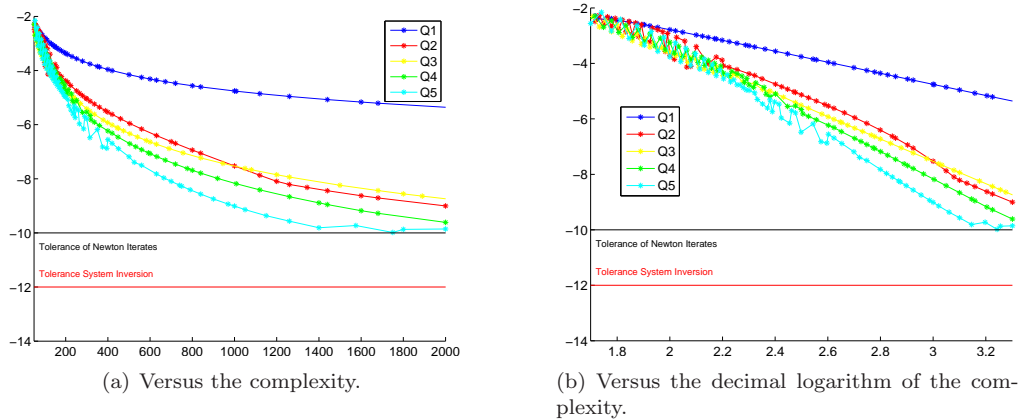 −2
−4
−6
−8
−10
−12
−14
200 400 600 800 1000 1200 1400 1600 1800 2000
Q1
Q2
Q3
Q4
Q5
Tolerance of Newton Iterates
Tolerance System Inversion
(a) Versus the complexity.
−2
−4
−6
−8
−10
−12
−14
1.8 2 2.2 2.4 2.6 2.8 3 3.2
Q1
Q2
Q3
Q4
Q5
Tolerance of Newton Iterates
Tolerance System Inversion
(b) Versus the decimal logarithm of the com-
plexity.